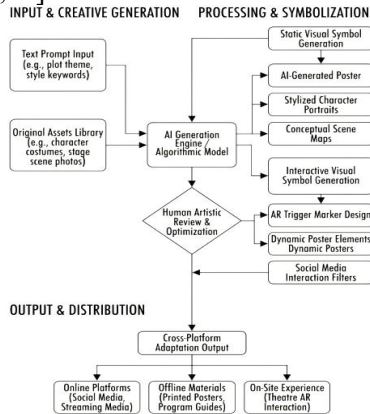 INPUT & CREATIVE GENERATION
PROCESSING & SYMBOLIZATION
Text Prompt Input
(e.g., plot theme,
style keywords)
Original Assets Library
(e.g., character
costumes, stage
scene photos)
AI Generation
Engine /
Algorithmic Model
Human Artistic
Review &
Optimization
Static Visual Symbol
Generation
AI-Generated Poster
Stylized Character
Portraits
Conceptual Scene
Maps
Interactive Visual
Symbol Generation
AR Trigger Marker Design
Dynamic Poster Elements
Dynamic Posters
Social Media
Interaction Filters
OUTPUT & DISTRIBUTION
Cross-Platform
Adaptation Output
Online Platforms
(Social Media,
Streaming Media)
Offline Materials
(Printed Posters,
Program Guides)
On-Site Experience
(Theatre AR
Interaction)